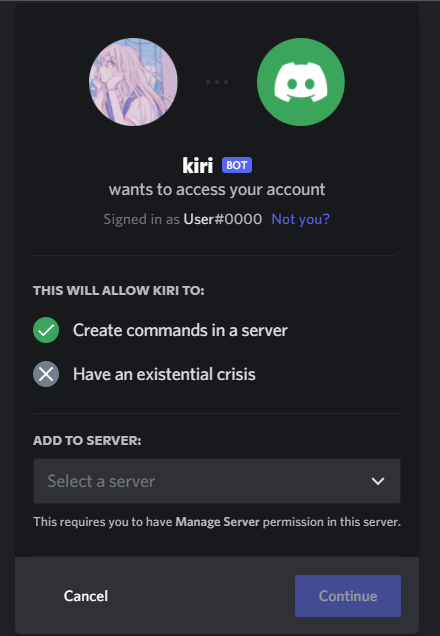 kiri BOT
wants to access your account
Signed in as User#0000 Not you?
THIS WILL ALLOW KIRI TO:
Create commands in a server
Have an existential crisis
ADD TO SERVER:
Select a server
This requires you to have Manage Server permission in this server.
Cancel Continue